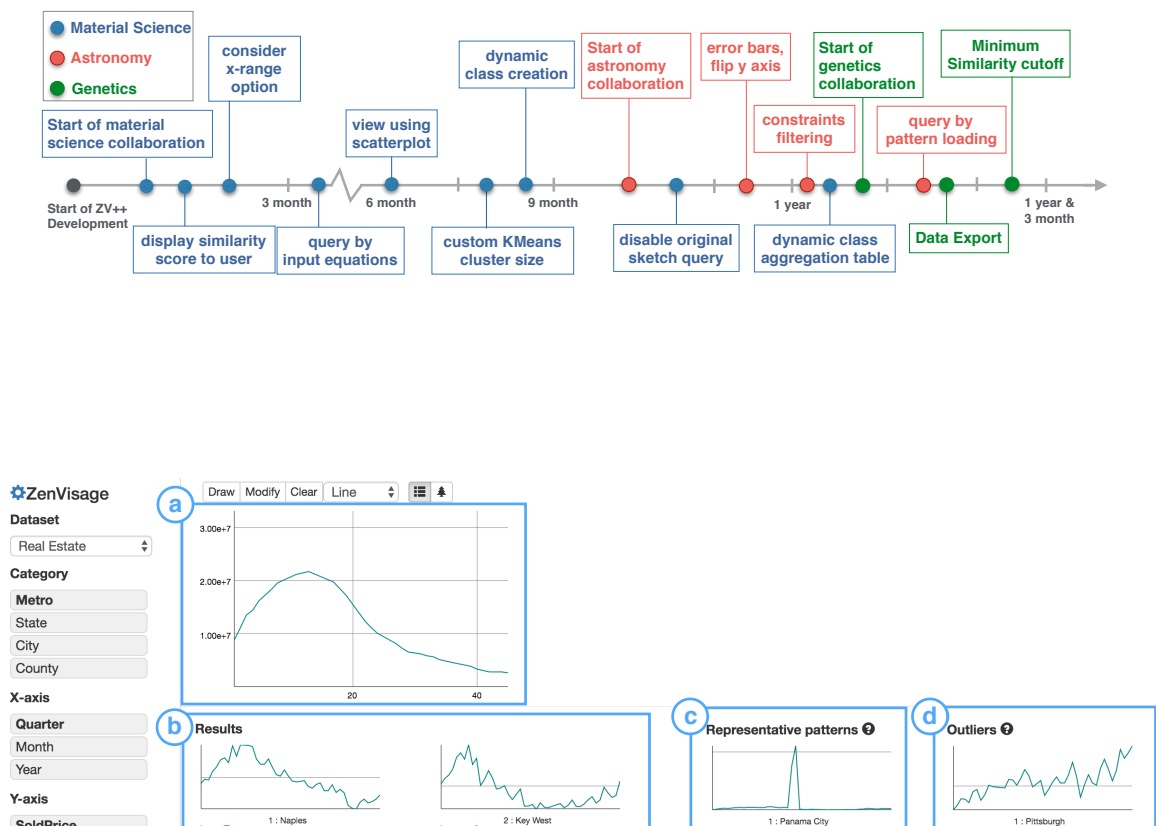 Material Science
Astronomy
Genetics
consider
x-range
option
dynamic
class creation
Start of
astronomy
collaboration
error bars,
flip y axis
Start of
genetics
collaboration
Minimum
Similarity cutoff
Start of material
science collaboration
view using
scatterplot
constraints
filtering
query by
pattern loading
Start of ZV++
Development
3 month
6 month
9 month
1 year
1 year &
3 month
display similarity
score to user
query by
input equations
custom KMeans
cluster size
disable original
sketch query
dynamic class
aggregation table
Data Export
ZenVisage
Draw Modify Clear Line
a
Dataset
Real Estate
Category
Metro
State
City
County
X-axis
Quarter
Month
Year
Y-axis
SoldPrice
3.00e+7
2.00e+7
1.00e+7
20 40
b
Results
1 : Naples
2 : Key West
c
Representative patterns ?
1 : Panama City
d
Outliers ?
1 : Pittsburgh